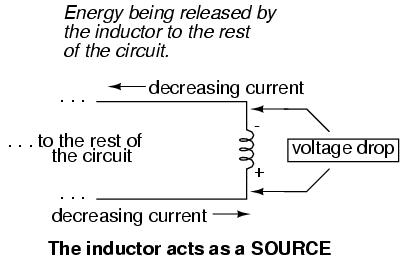 Energy being released by
the inductor to the rest
of the circuit.
decreasing current
. . .
-
. . . to the rest of
the circuit
voltage drop
+
. . .
decreasing current
The inductor acts as a SOURCE